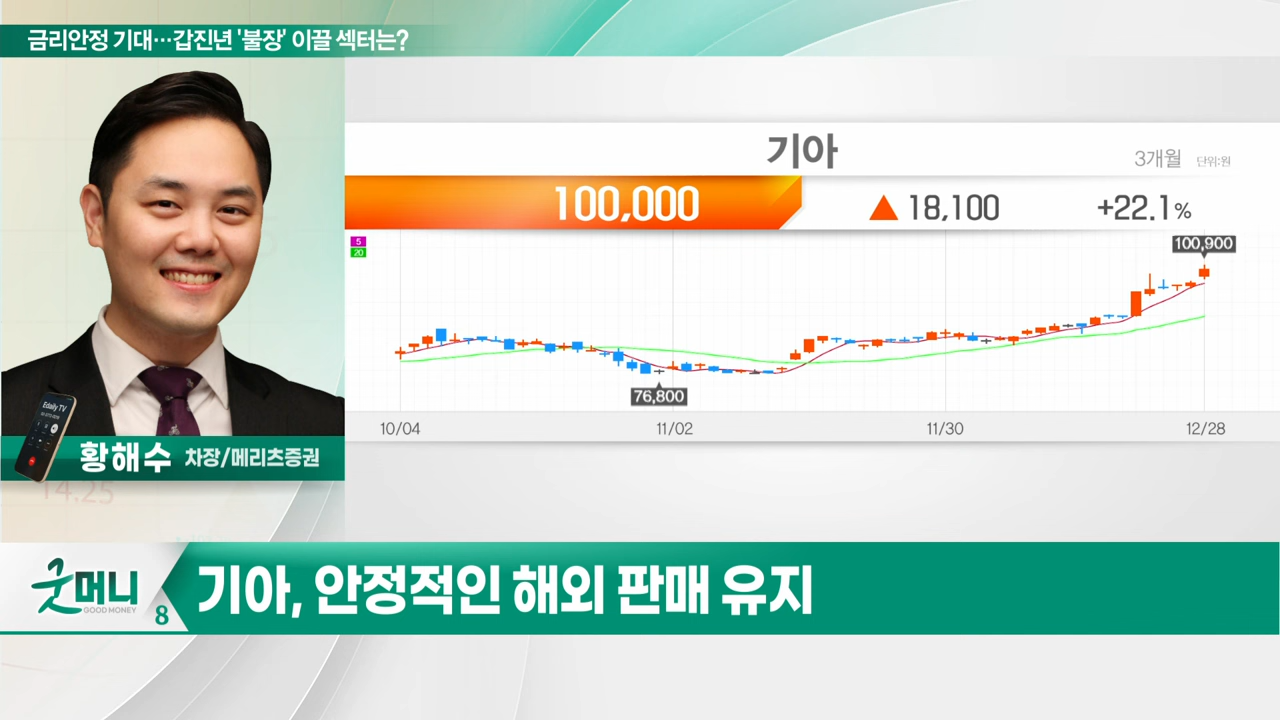 금리안정 기대…갑진년 '불장' 이끌 섹터는?
기아
3개월 단위:원
100,000 ▲ 18,100 +22.1%
5
20
100,900
76,800
10/04 11/02 11/30 12/28
Edaily TV
황해수 차장/메리츠증권
14.25
굿머니
GOOD MONEY
8
기아, 안정적인 해외 판매 유지